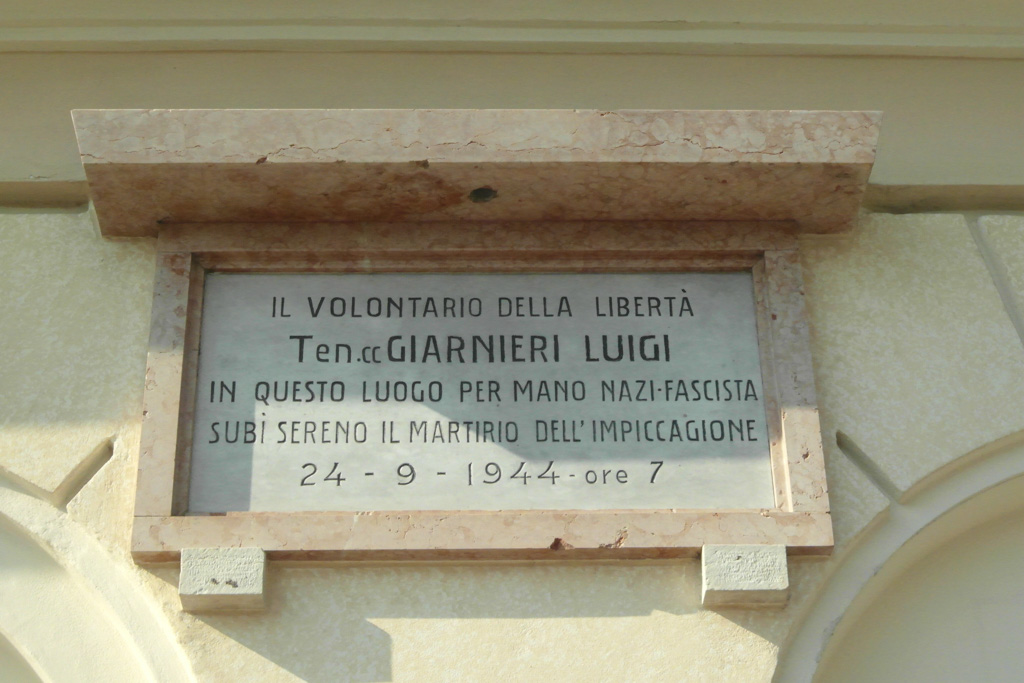 IL VOLONTARIO DELLA LIBERTÀ
Ten.cc GIARNIERI LUIGI
IN QUESTO LUOGO PER MANO NAZI-FASCISTA
SUBÌ SERENO IL MARTIRIO DELL'IMPICCAGIONE
24 - 9 - 1944 - ore 7